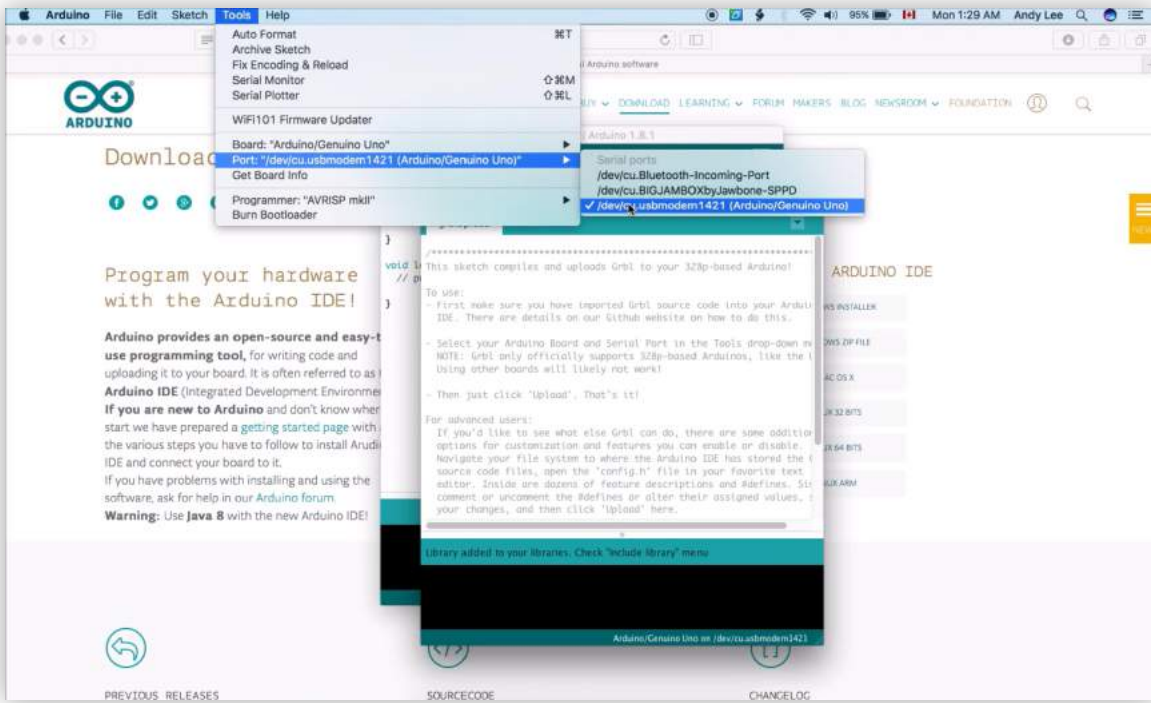 Arduino File Edit Sketch Tools Help 95% Mon 1:29 AM Andy Lee
Auto Format ⌘T
Archive Sketch
Fix Encoding & Reload
Serial Monitor ⇧⌘M
Serial Plotter ⇧⌘L
WiFi101 Firmware Updater
Board: "Arduino/Genuino Uno"
Port: "/dev/cu.usbmodem1421 (Arduino/Genuino Uno)"
Get Board Info
Programmer: "AVRISP mkII"
Burn Bootloader
Serial ports
/dev/cu.Bluetooth-Incoming-Port
/dev/cu.BIGJAMBOXbyJawbone-SPPD
✓ /dev/cu.usbmodem1421 (Arduino/Genuino Uno)
Arduino software
ARDUINO
DOWNLOAD LEARNING FORUM MAKERS BLOG NEWSROOM FOUNDATION
Arduino 1.8.1
Downloa
Program your hardware
with the Arduino IDE!
Arduino provides an open-source and easy-t
use programming tool, for writing code and
uploading it to your board. It is often referred to as
Arduino IDE (Integrated Development Environme
If you are new to Arduino and don't know wher
start we have prepared a getting started page with
the various steps you have to follow to install Arudi
IDE and connect your board to it.
If you have problems with installing and using the
software, ask for help in our Arduino forum
Warning: Use Java 8 with the new Arduino IDE!
}
void l
// p
}
This sketch compiles and uploads Grbl to your 328p-based Arduino!
To use:
- First make sure you have imported Grbl source code into your Ardui
IDE. There are details on our Github website on how to do this.
- Select your Arduino Board and Serial Port in the Tools drop-down m
NOTE: Grbl only officially supports 328p-based Arduinos, like the
Using other boards will likely not work!
- Then just click 'Upload'. That's it!
For advanced users:
If you'd like to see what else Grbl can do, there are some addition
options for customization and features you can enable or disable.
Navigate your file system to where the Arduino IDE has stored the
source code files, open the 'config.h' file in your favorite text
editor. Inside are dozens of feature descriptions and #defines. Si
comment or uncomment the #defines or alter their assigned values, s
your changes, and then click 'Upload' here.
Library added to your libraries. Check "Include library" menu
Arduino/Genuino Uno on /dev/cu.usbmodem1421
ARDUINO IDE
WS INSTALLER
OWS ZIP FILE
AC OS X
UX 32 BITS
UX 64 BITS
NUX ARM
NEW
PREVIOUS RELEASES
SOURCECODE
CHANGELOG